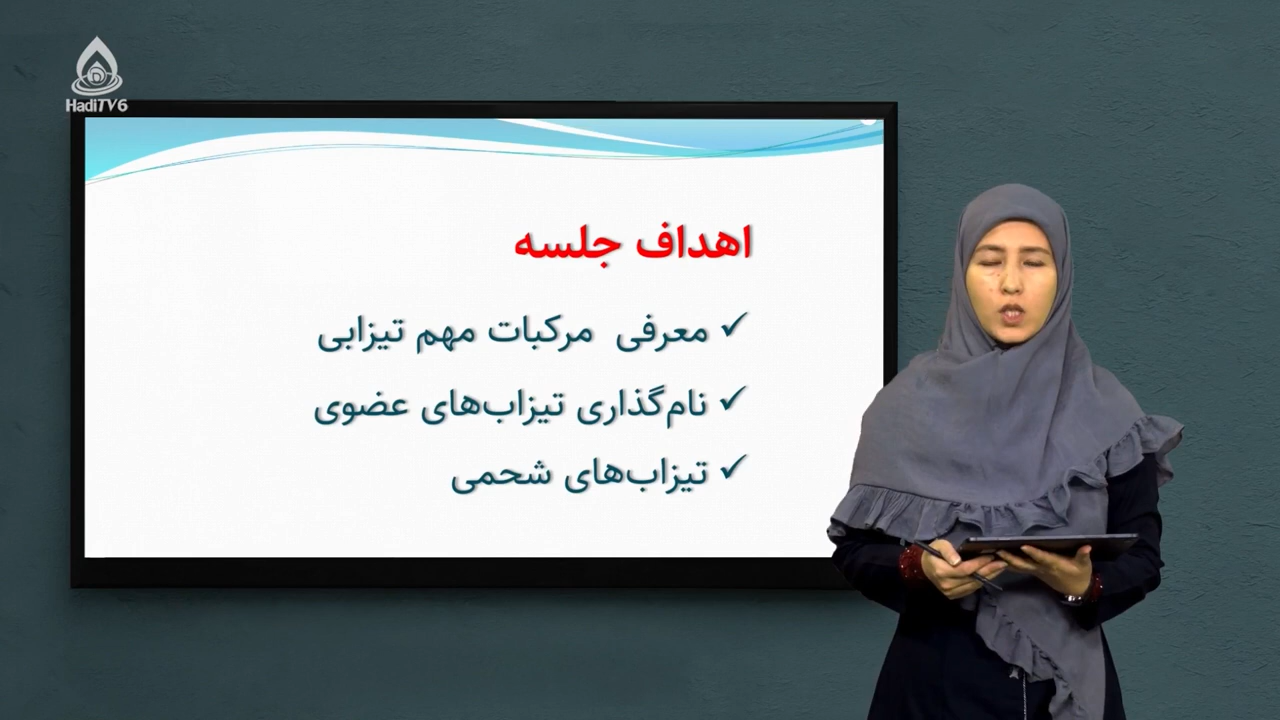 HadiTV6
اهداف جلسه
✓ معرفی مرکبات مهم تیزابی
✓ نام‌گذاری تیزاب‌های عضوی
✓ تیزاب‌های شحمی